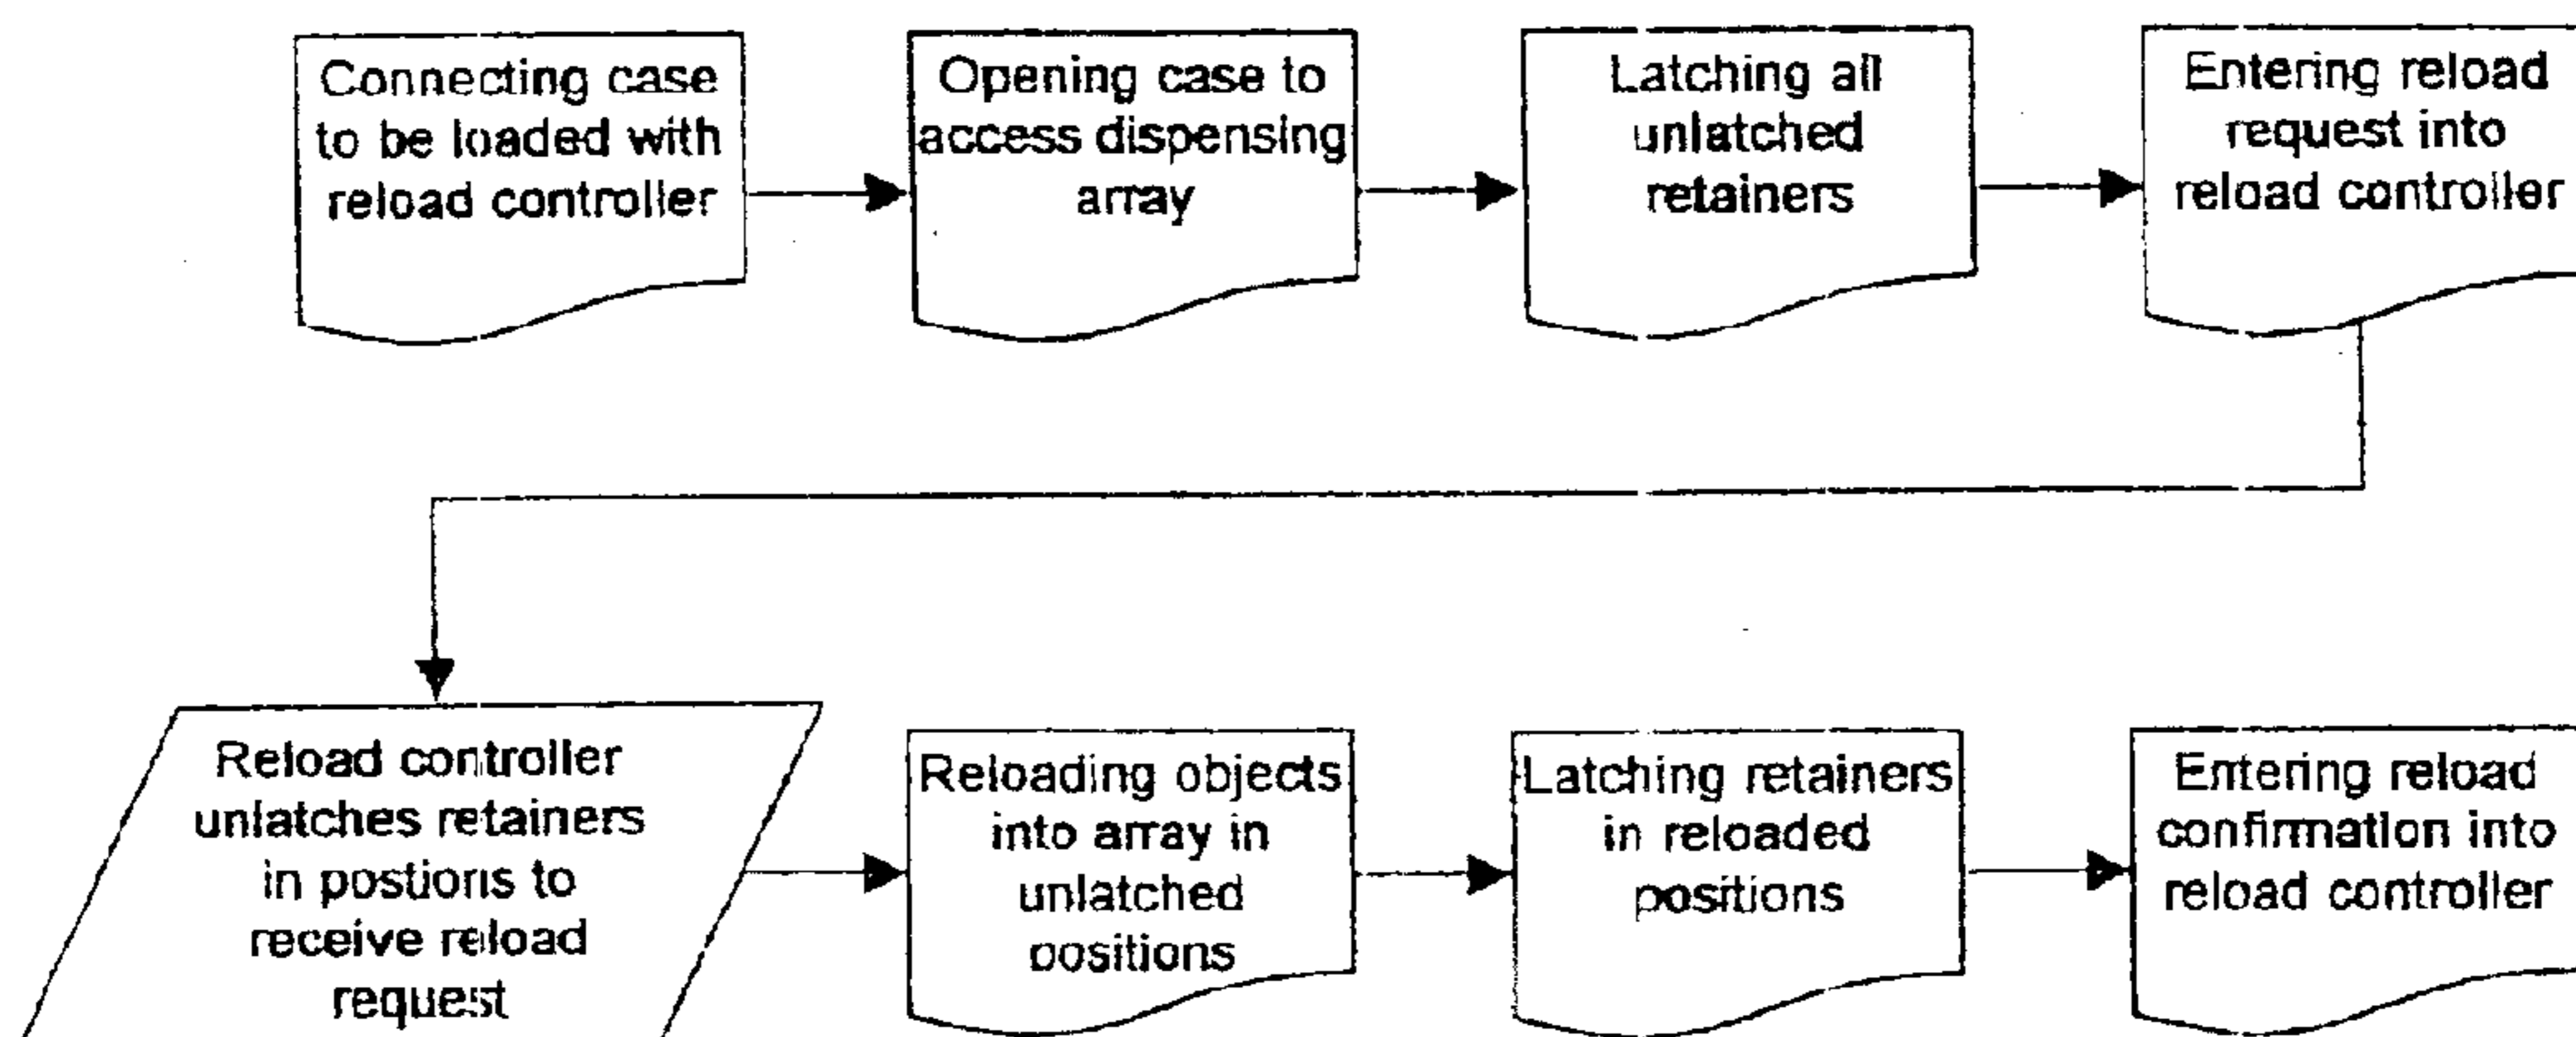 Connecting case
to be loaded with
reload controller
Opening case to
access dispensing
array
Latching all
unlatched
retainers
Entering reload
request into
reload controller
Reload controller
unlatches retainers
in postions to
receive reload
request
Reloading objects
into array in
unlatched
positions
Latching retainers
in reloaded
positions
Entering reload
confirmation into
reload controller